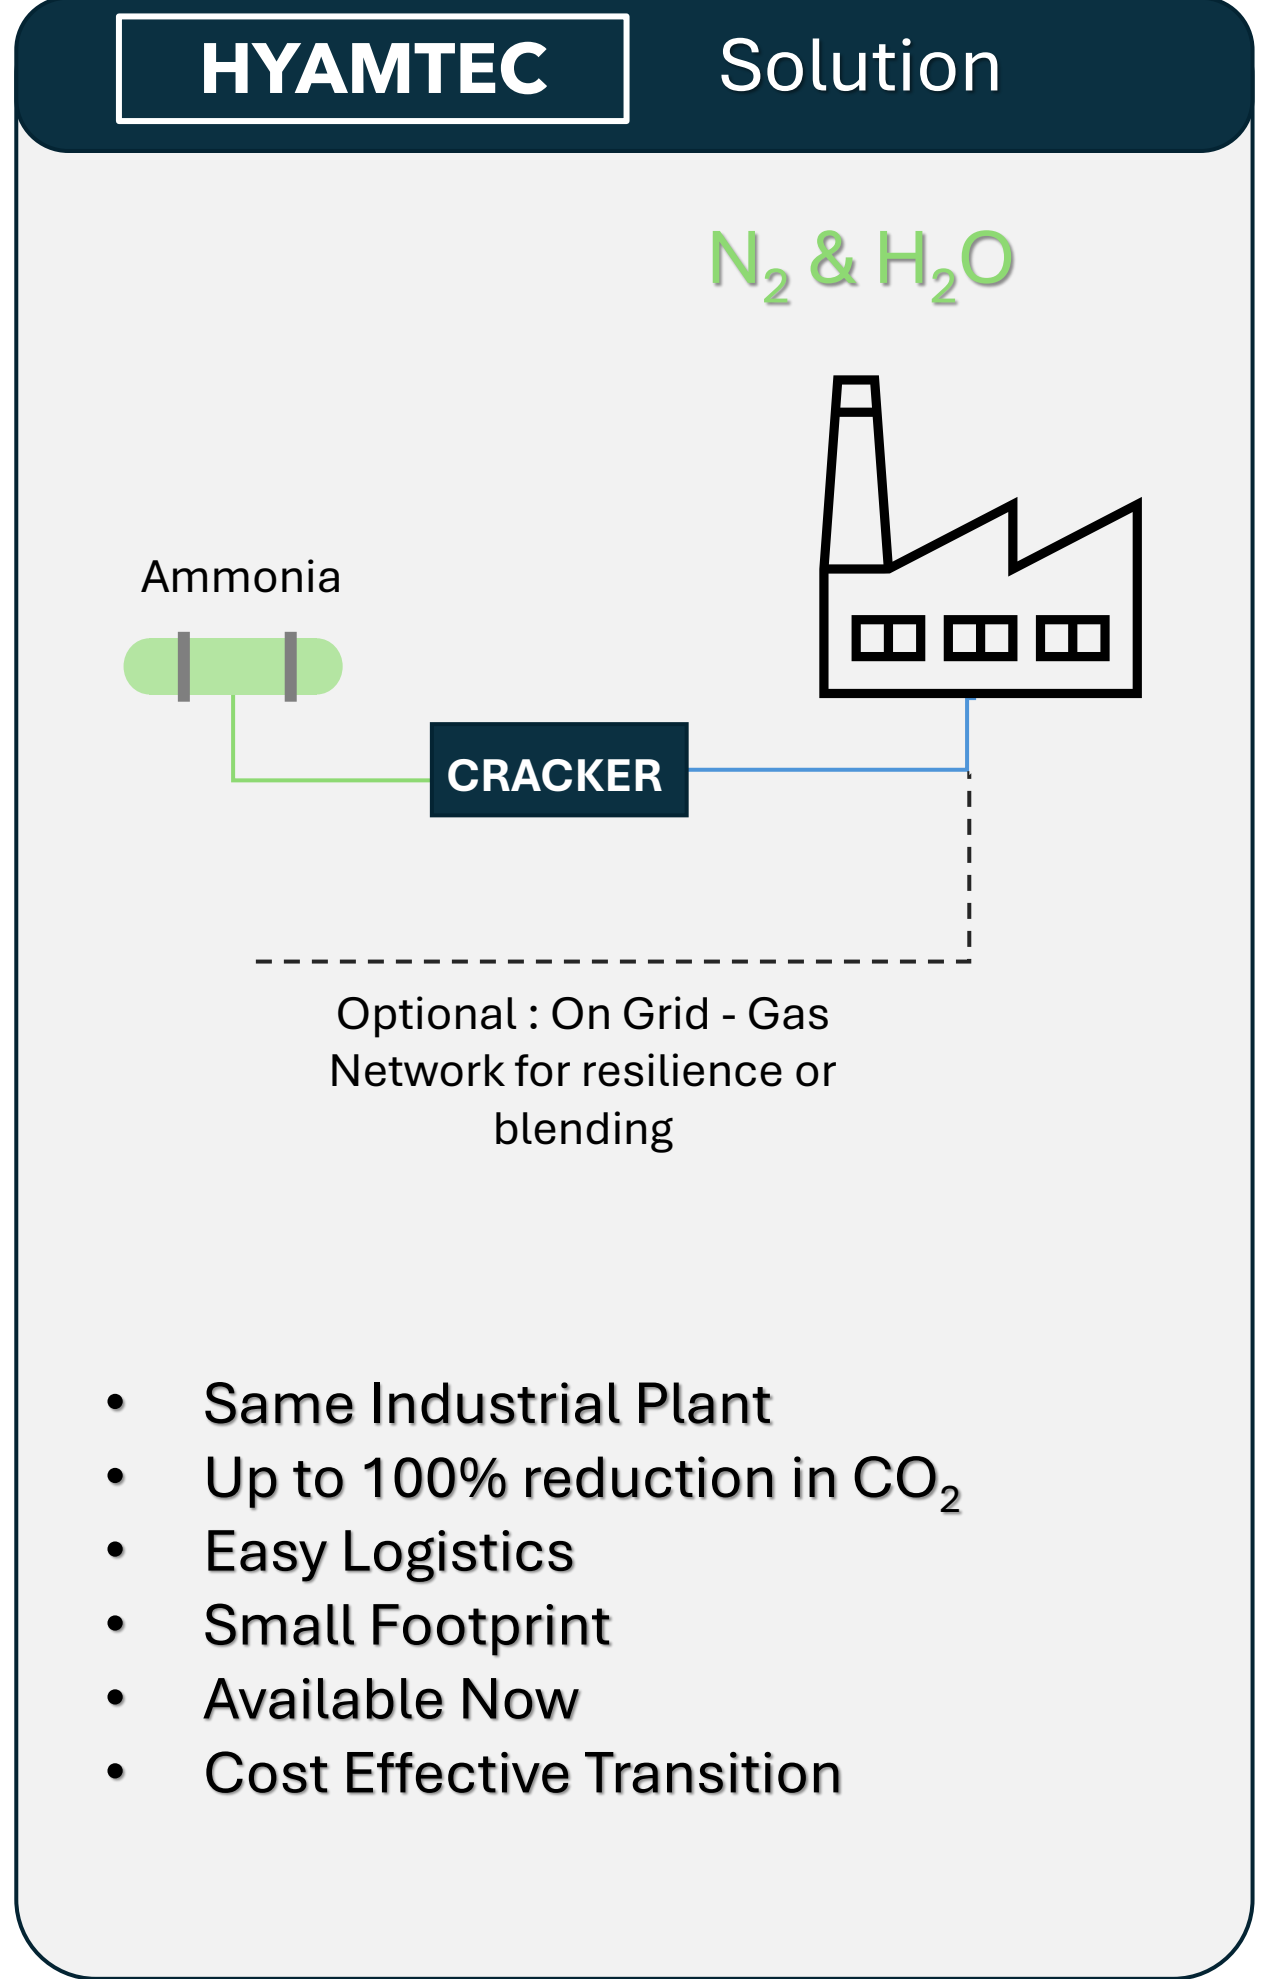 HYAMTEC Solution
N₂ & H₂O
Ammonia
CRACKER
Optional : On Grid - Gas
Network for resilience or
blending
• Same Industrial Plant
• Up to 100% reduction in CO₂
• Easy Logistics
• Small Footprint
• Available Now
• Cost Effective Transition